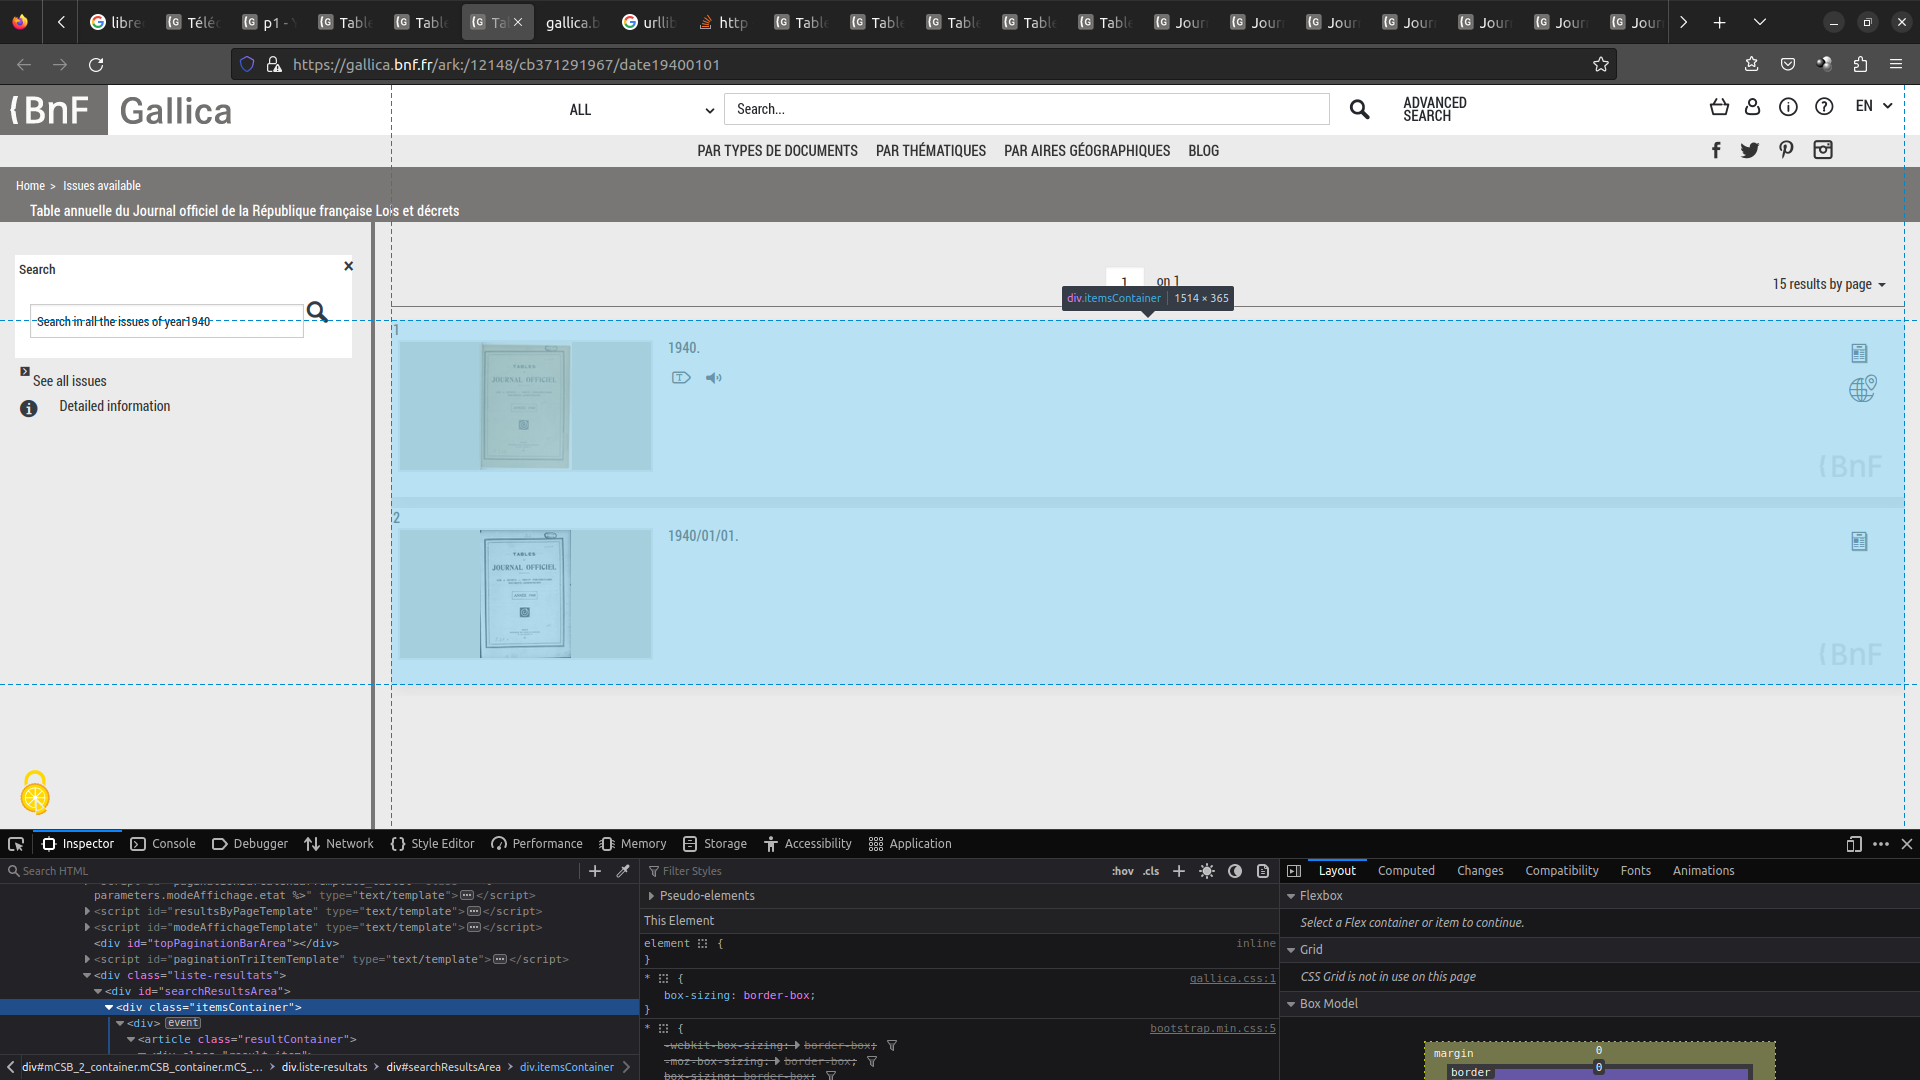 libre
Téléc
p1 - Y
Table
Table
Ta
gallica.b
urllib
http
Table
Table
Table
Table
Table
Jour
Jour
Jour
Jour
Jour
Jour
Jour
https://gallica.bnf.fr/ark:/12148/cb371291967/date19400101
BnF Gallica
ALL
Search...
ADVANCED
SEARCH
EN
PAR TYPES DE DOCUMENTS PAR THÉMATIQUES PAR AIRES GÉOGRAPHIQUES BLOG
Home > Issues available
Table annuelle du Journal officiel de la République française Lois et décrets
Search
Search in all the issues of year1940
See all issues
Detailed information
1 on 1
15 results by page
div.itemsContainer 1514 × 365
1
1940.
TABLES
JOURNAL OFFICIEL
BnF
2
1940/01/01.
TABLES
JOURNAL OFFICIEL
BnF
Inspector Console Debugger Network Style Editor Performance Memory Storage Accessibility Application
Search HTML
parameters.modeAffichage.etat %>" type="text/template"></script>
<script id="resultsByPageTemplate" type="text/template"></script>
<script id="modeAffichageTemplate" type="text/template"></script>
<div id="topPaginationBarArea"></div>
<script id="paginationTriItemTemplate" type="text/template"></script>
<div class="liste-resultats">
<div id="searchResultsArea">
<div class="itemsContainer">
<div> event
<article class="resultContainer">
div#mCSB_2_container.mCSB_container.mCS_... > div.liste-resultats > div#searchResultsArea > div.itemsContainer
Filter Styles
:hov .cls
Pseudo-elements
This Element
element { inline
}
* { gallica.css:1
box-sizing: border-box;
}
* { bootstrap.min.css:5
-webkit-box-sizing: border-box;
-moz-box-sizing: border-box;
box-sizing: border-box;
Layout Computed Changes Compatibility Fonts Animations
Flexbox
Select a Flex container or item to continue.
Grid
CSS Grid is not in use on this page
Box Model
margin 0
border 0